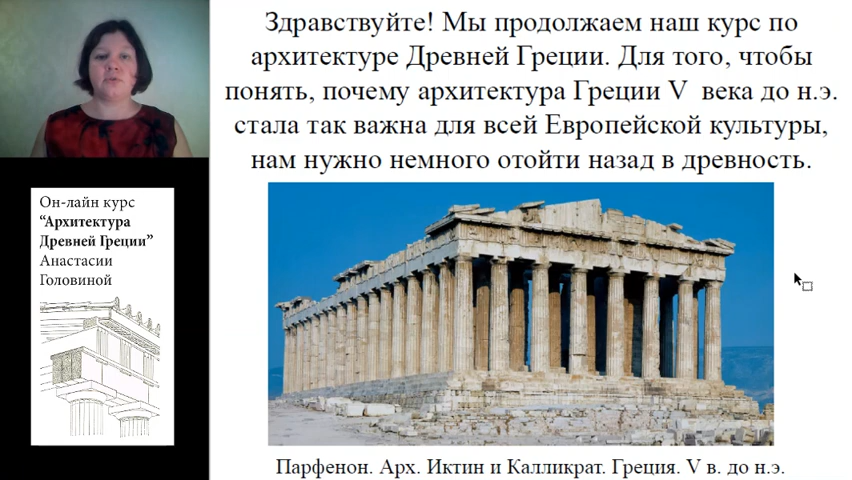 Здравствуйте! Мы продолжаем наш курс по
архитектуре Древней Греции. Для того, чтобы
понять, почему архитектура Греции V века до н.э.
стала так важна для всей Европейской культуры,
нам нужно немного отойти назад в древность.
Он-лайн курс
“Архитектура
Древней Греции”
Анастасии
Головиной
Парфенон. Арх. Иктин и Калликрат. Греция. V в. до н.э.